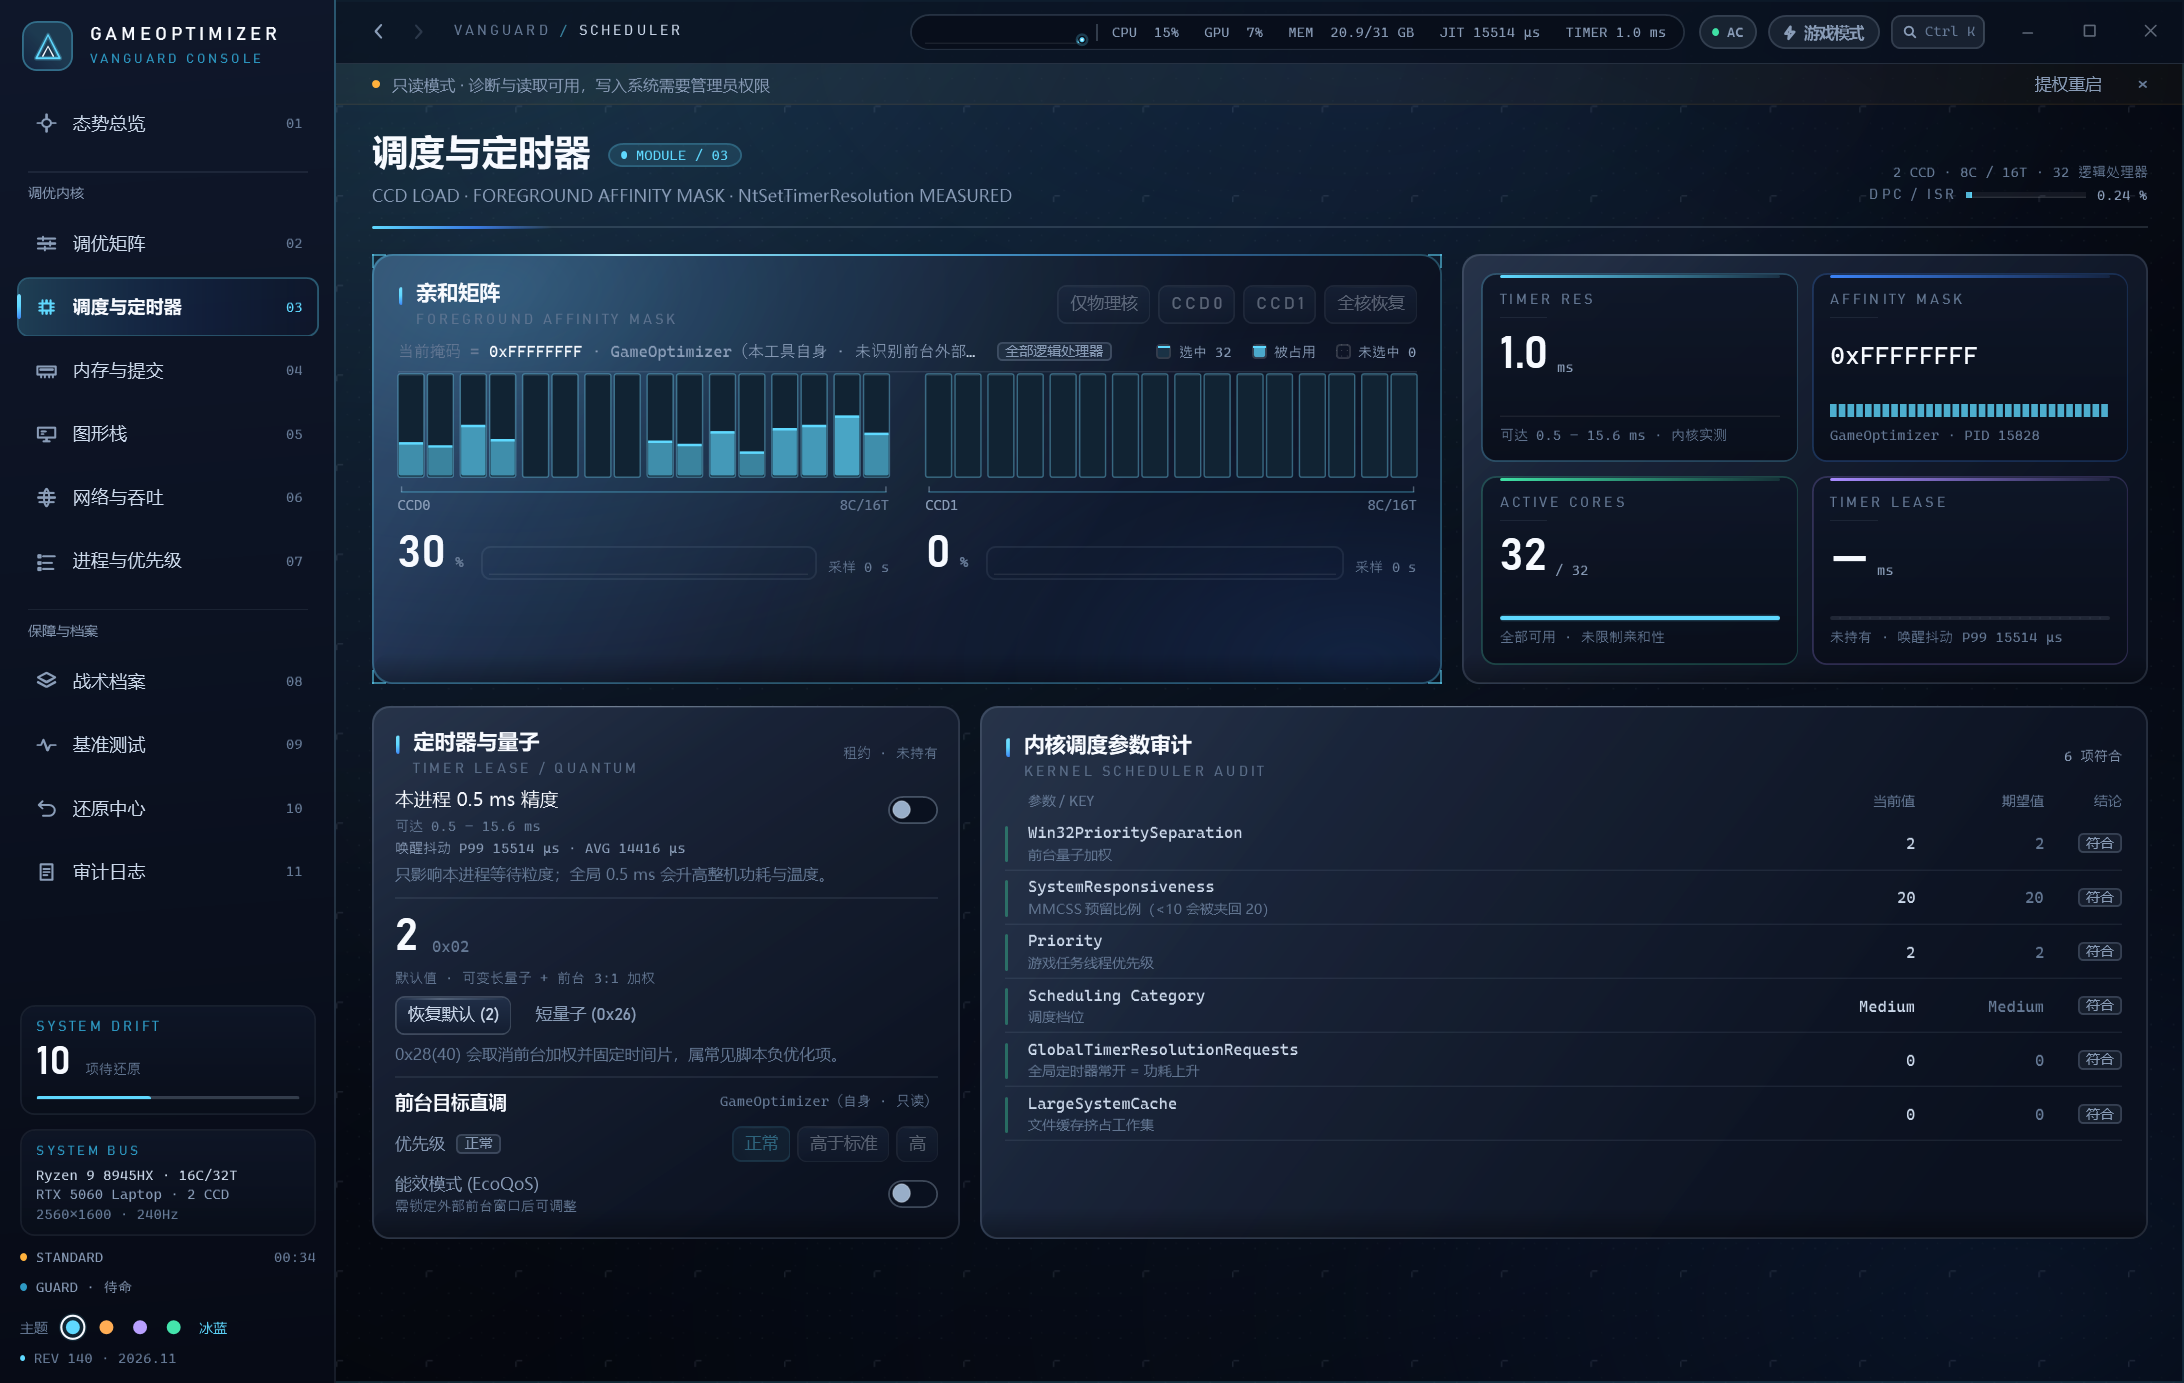 GAMEOPTIMIZER
VANGUARD CONSOLE
态势总览 01
调优内核
调优矩阵 02
调度与定时器 03
内存与提交 04
图形栈 05
网络与吞吐 06
进程与优先级 07
保障与档案
战术档案 08
基准测试 09
还原中心 10
审计日志 11
SYSTEM DRIFT
10 项待还原
SYSTEM BUS
Ryzen 9 8945HX · 16C/32T
RTX 5060 Laptop · 2 CCD
2560×1600 · 240Hz
STANDARD 00:34
GUARD · 待命
主题 冰蓝
REV 140 · 2026.11
VANGUARD / SCHEDULER
CPU 15% GPU 7% MEM 20.9/31 GB JIT 15514 µs TIMER 1.0 ms
AC
游戏模式
Ctrl K
只读模式 · 诊断与读取可用，写入系统需要管理员权限
提权重启 ×
调度与定时器
MODULE / 03
CCD LOAD · FOREGROUND AFFINITY MASK · NtSetTimerResolution MEASURED
2 CCD · 8C / 16T · 32 逻辑处理器
DPC / ISR 0.24 %
亲和矩阵
FOREGROUND AFFINITY MASK
仅物理核 CCD0 CCD1 全核恢复
当前掩码 = 0xFFFFFFFF · GameOptimizer（本工具自身 · 未识别前台外部…
全部逻辑处理器
选中 32 被占用 未选中 0
CCD0 8C/16T
CCD1 8C/16T
30 % 采样 0 s
0 % 采样 0 s
TIMER RES
1.0 ms
可达 0.5 — 15.6 ms · 内核实测
AFFINITY MASK
0xFFFFFFFF
GameOptimizer · PID 15828
ACTIVE CORES
32 / 32
全部可用 · 未限制亲和性
TIMER LEASE
— ms
未持有 · 唤醒抖动 P99 15514 µs
定时器与量子
TIMER LEASE / QUANTUM
租约 · 未持有
本进程 0.5 ms 精度
可达 0.5 — 15.6 ms
唤醒抖动 P99 15514 µs · AVG 14416 µs
只影响本进程等待粒度；全局 0.5 ms 会升高整机功耗与温度。
2 0x02
默认值 · 可变长量子 + 前台 3:1 加权
恢复默认 (2) 短量子 (0x26)
0x28(40) 会取消前台加权并固定时间片，属常见脚本负优化项。
前台目标直调 GameOptimizer（自身 · 只读）
优先级 正常
正常 高于标准 高
能效模式 (EcoQoS)
需锁定外部前台窗口后可调整
内核调度参数审计
KERNEL SCHEDULER AUDIT
6 项符合
参数 / KEY 当前值 期望值 结论
Win32PrioritySeparation
前台量子加权
2 2 符合
SystemResponsiveness
MMCSS 预留比例（<10 会被夹回 20）
20 20 符合
Priority
游戏任务线程优先级
2 2 符合
Scheduling Category
调度档位
Medium Medium 符合
GlobalTimerResolutionRequests
全局定时器常开 = 功耗上升
0 0 符合
LargeSystemCache
文件缓存挤占工作集
0 0 符合